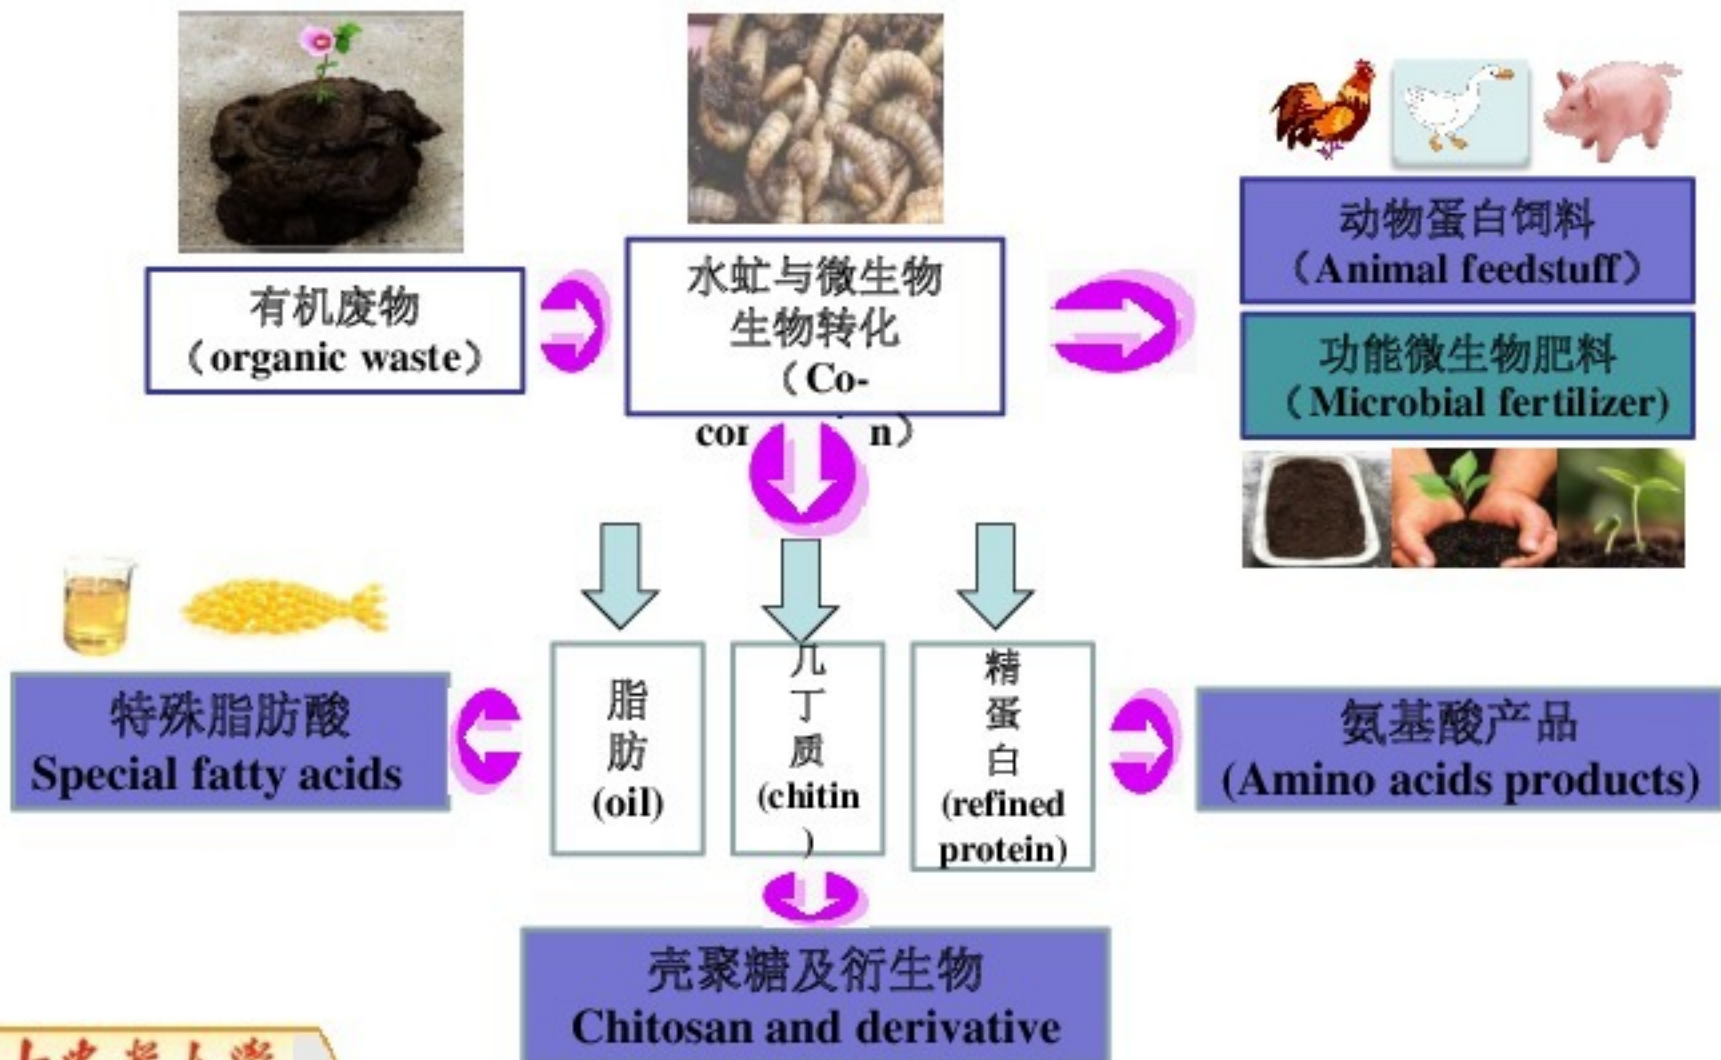 有机废物
（organic waste）
水虻与微生物
生物转化
（Co-
n）
动物蛋白饲料
（Animal feedstuff）
功能微生物肥料
（Microbial fertilizer)
特殊脂肪酸
Special fatty acids
脂
肪
(oil)
几
丁
质
(chitin
)
精
蛋
白
(refined
protein)
氨基酸产品
(Amino acids products)
壳聚糖及衍生物
Chitosan and derivative